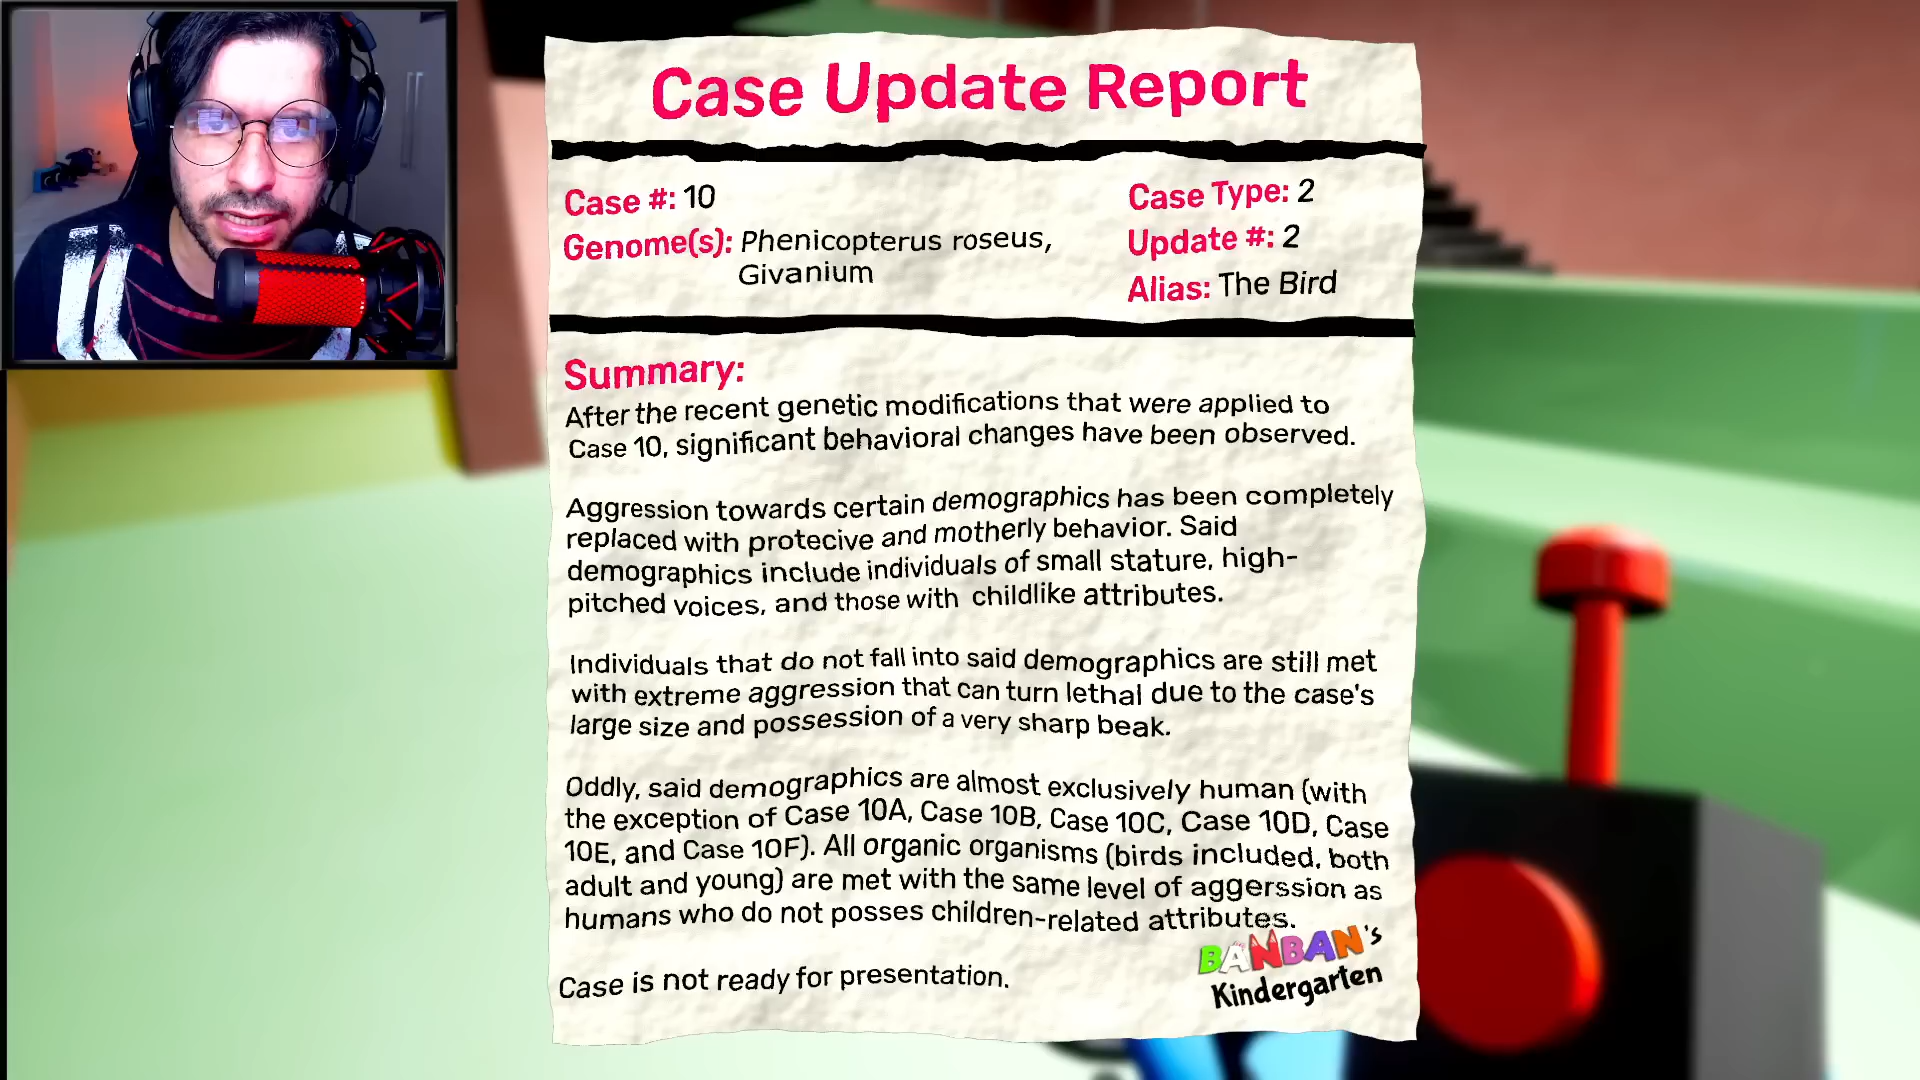 Case Update Report
Case #: 10
Genome(s): Phenicopterus roseus,
Givanium
Case Type: 2
Update #: 2
Alias: The Bird
Summary:
After the recent genetic modifications that were applied to
Case 10, significant behavioral changes have been observed.
Aggression towards certain demographics has been completely
replaced with protecive and motherly behavior. Said
demographics include individuals of small stature, high-
pitched voices, and those with childlike attributes.
Individuals that do not fall into said demographics are still met
with extreme aggression that can turn lethal due to the case's
large size and possession of a very sharp beak.
Oddly, said demographics are almost exclusively human (with
the exception of Case 10A, Case 10B, Case 10C, Case 10D, Case
10E, and Case 10F). All organic organisms (birds included, both
adult and young) are met with the same level of aggerssion as
humans who do not posses children-related attributes.
Case is not ready for presentation.
BANBAN's
Kindergarten